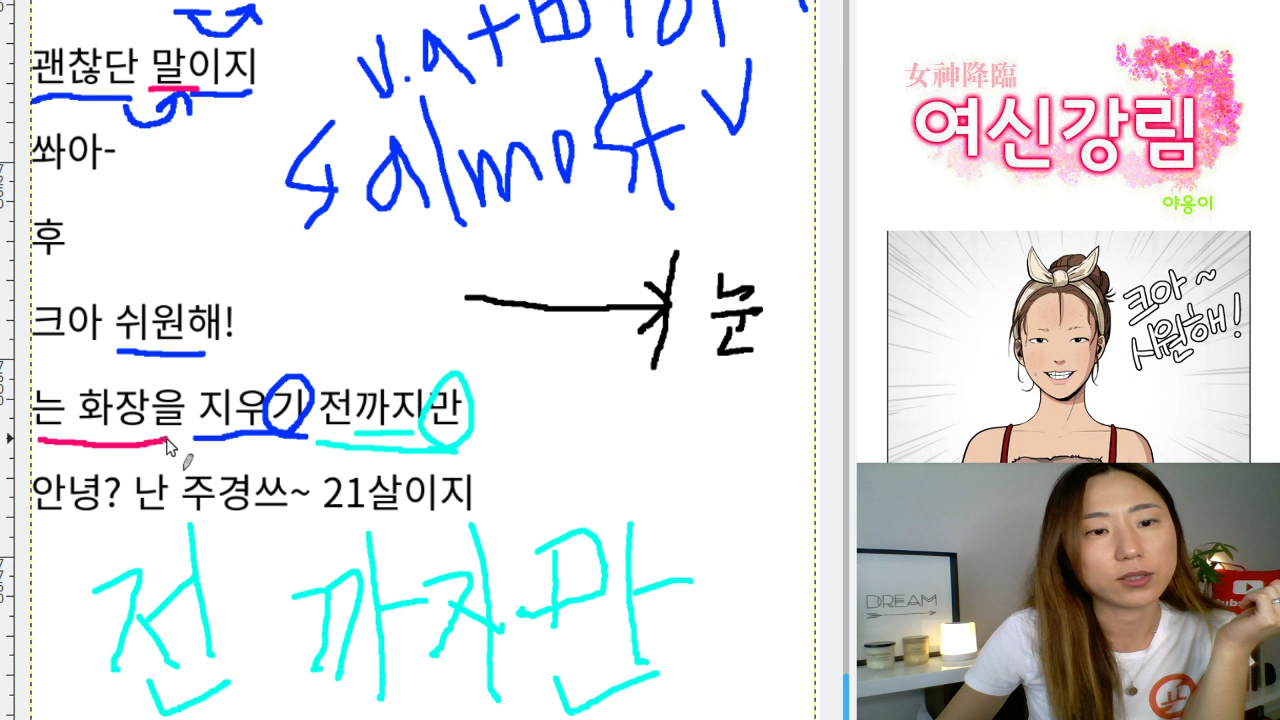 괜찮단 말이지
쏴아-
후
크아 쉬원해!
는 화장을 지우기 전까지만
안녕? 난 주경쓰~ 21살이지
salmost
눈
전 까지만
女神降臨
여신강림
야옹이
크아~
시원해!
DREAM